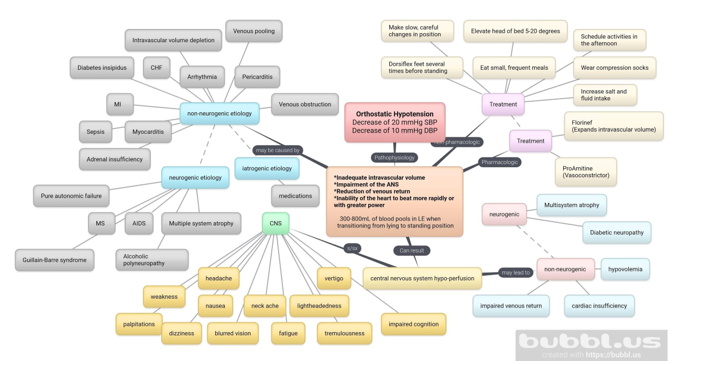 Intravascular volume depletion
Venous pooling
Diabetes insipidus
CHF
Arrhythmia
Pericarditis
MI
non-neurogenic etiology
Venous obstruction
Sepsis
Myocarditis
Adrenal insufficiency
may be caused by
neurogenic etiology
iatrogenic etiology
Pure autonomic failure
medications
MS
AIDS
Multiple system atrophy
Guillain-Barre syndrome
Alcoholic
polyneuropathy
Make slow, careful
changes in position
Elevate head of bed 5-20 degrees
Schedule activities in
the afternoon
Dorsiflex feet several
times before standing
Eat small, frequent meals
Wear compression socks
Increase salt and
fluid intake
Treatment
Orthostatic Hypotension
Decrease of 20 mmHg SBP
Decrease of 10 mmHg DBP
pharmacologic
Florinef
(Expands intravascular volume)
Treatment
Pathophysiology
Pharmacologic
ProAmitine
(Vasoconstrictor)
*Inadequate intravascular volume
*Impairment of the ANS
*Reduction of venous return
*Inability of the heart to beat more rapidly or
with greater power
300-800mL of blood pools in LE when
transitioning from lying to standing position
neurogenic
Multisystem atrophy
Diabetic neuropathy
CNS
s/sx
Can result
central nervous system hypo-perfusion
may lead to
non-neurogenic
hypovolemia
impaired venous return
cardiac insufficiency
headache
vertigo
weakness
nausea
neck ache
lightheadedness
palpitations
dizziness
blurred vision
fatigue
tremulousness
impaired cognition
bubbl.us
created with https://bubbl.us